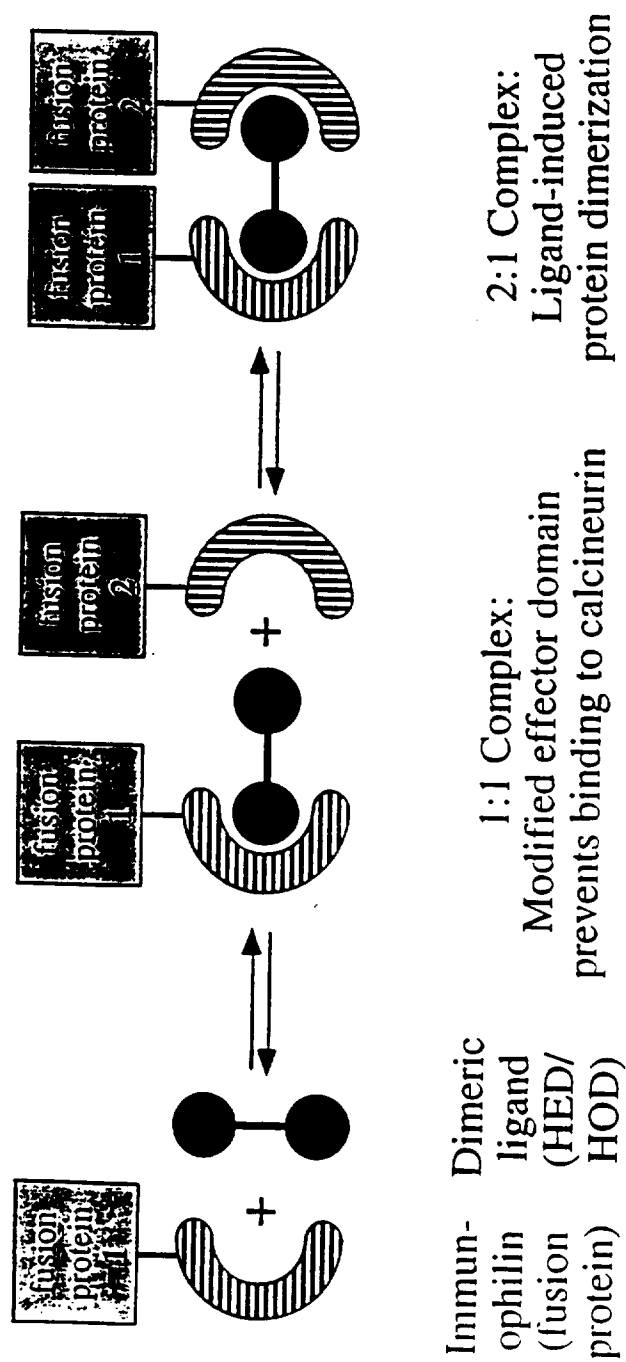 fusion
protein
1
+
fusion
protein
1
+
fusion
protein
2
fusion
protein
1
fusion
protein
2
Immun-
ophilin
(fusion
protein)
Dimeric
ligand
(HED/
HOD)
1:1 Complex:
Modified effector domain
prevents binding to calcineurin
2:1 Complex:
Ligand-induced
protein dimerization